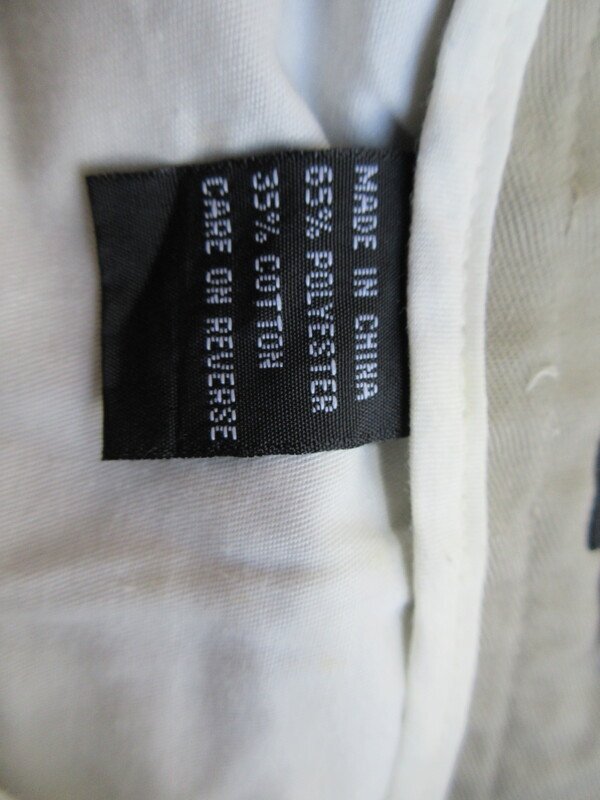 MADE IN CHINA
65% POLYESTER
35% COTTON
CARE ON REVERSE